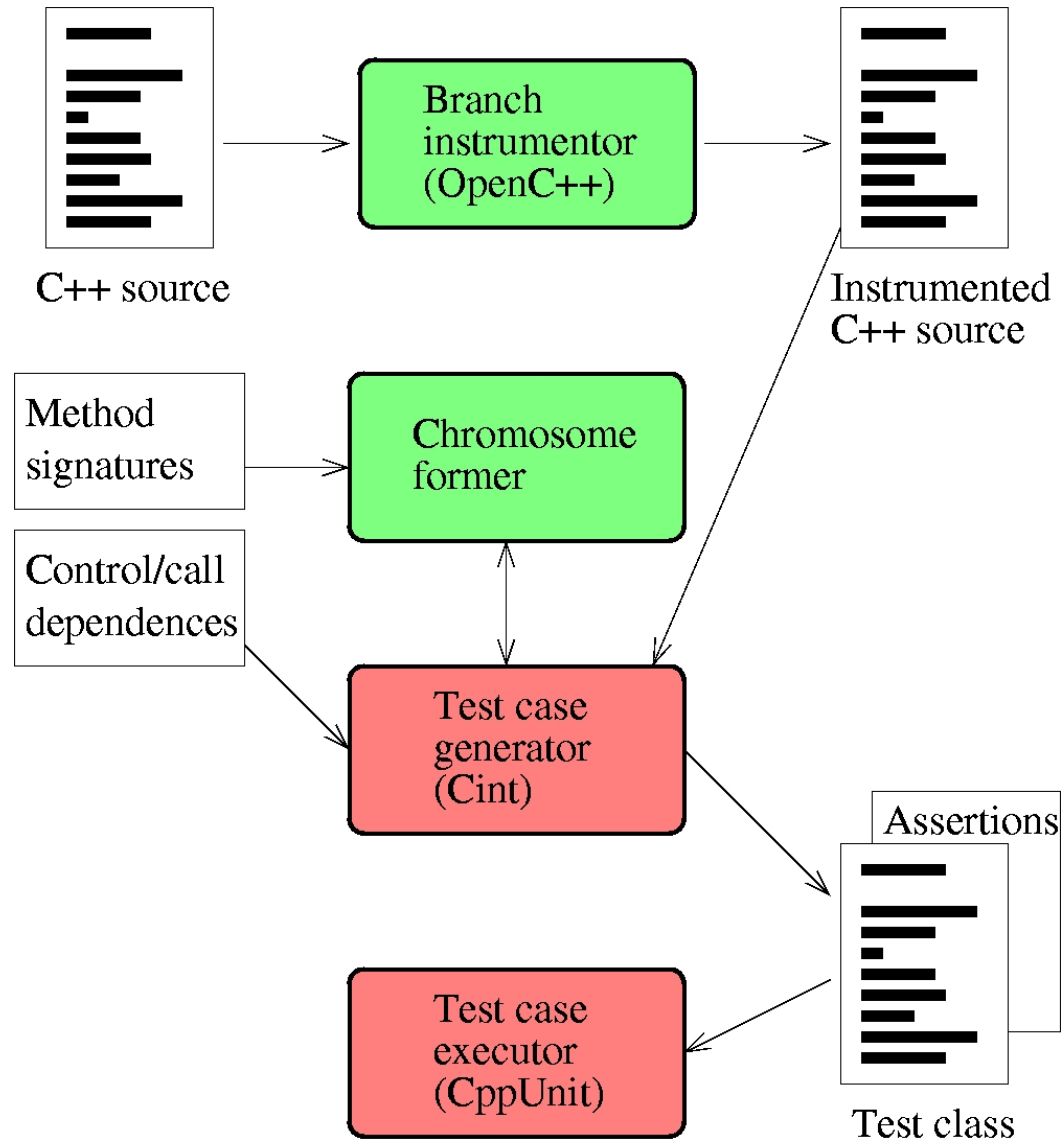 Branch
instrumentor
(OpenC++)
C++ source
Instrumented
C++ source
Method
signatures
Chromosome
former
Control/call
dependences
Test case
generator
(Cint)
Assertions
Test case
executor
(CppUnit)
Test class